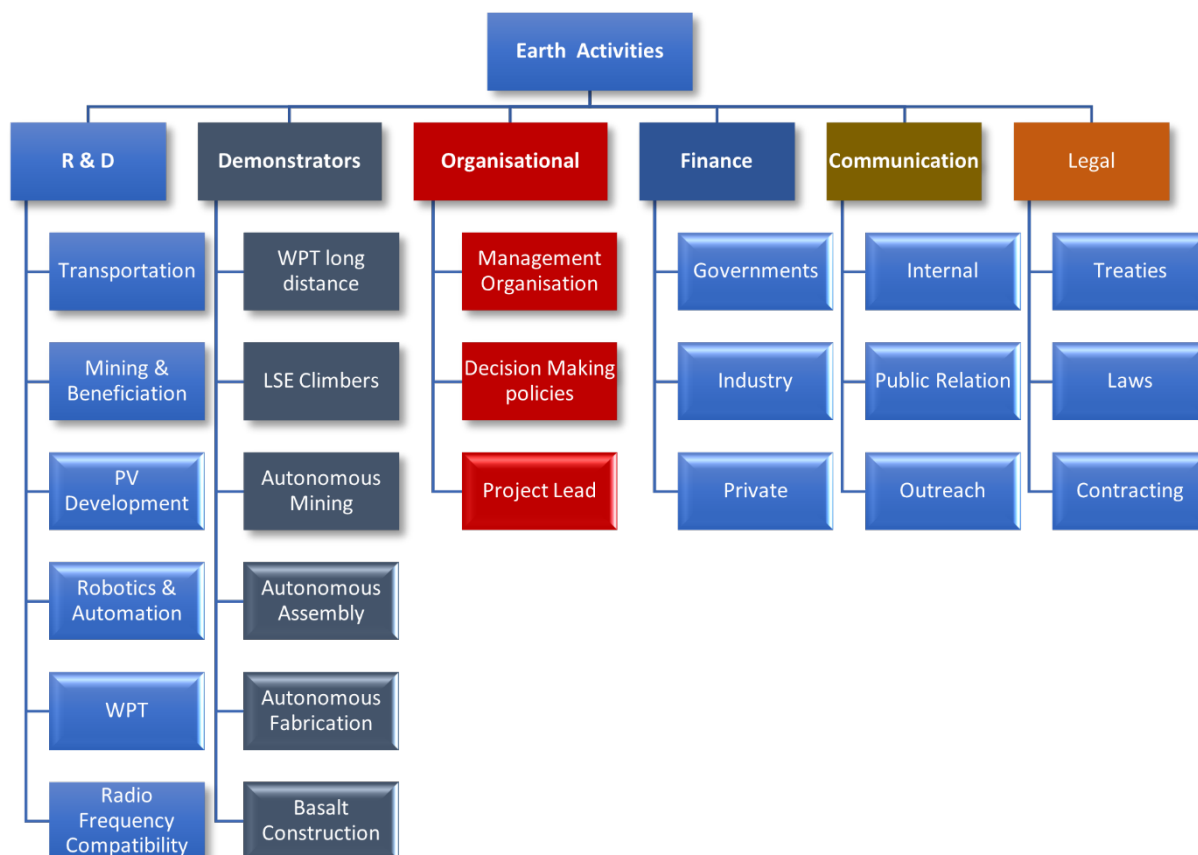 Earth Activities
R & D
Demonstrators
Organisational
Finance
Communication
Legal
Transportation
Mining &
Beneficiation
PV
Development
Robotics &
Automation
WPT
Radio
Frequency
Compatibility
WPT long
distance
LSE Climbers
Autonomous
Mining
Autonomous
Assembly
Autonomous
Fabrication
Basalt
Construction
Management
Organisation
Decision Making
policies
Project Lead
Governments
Industry
Private
Internal
Public Relation
Outreach
Treaties
Laws
Contracting